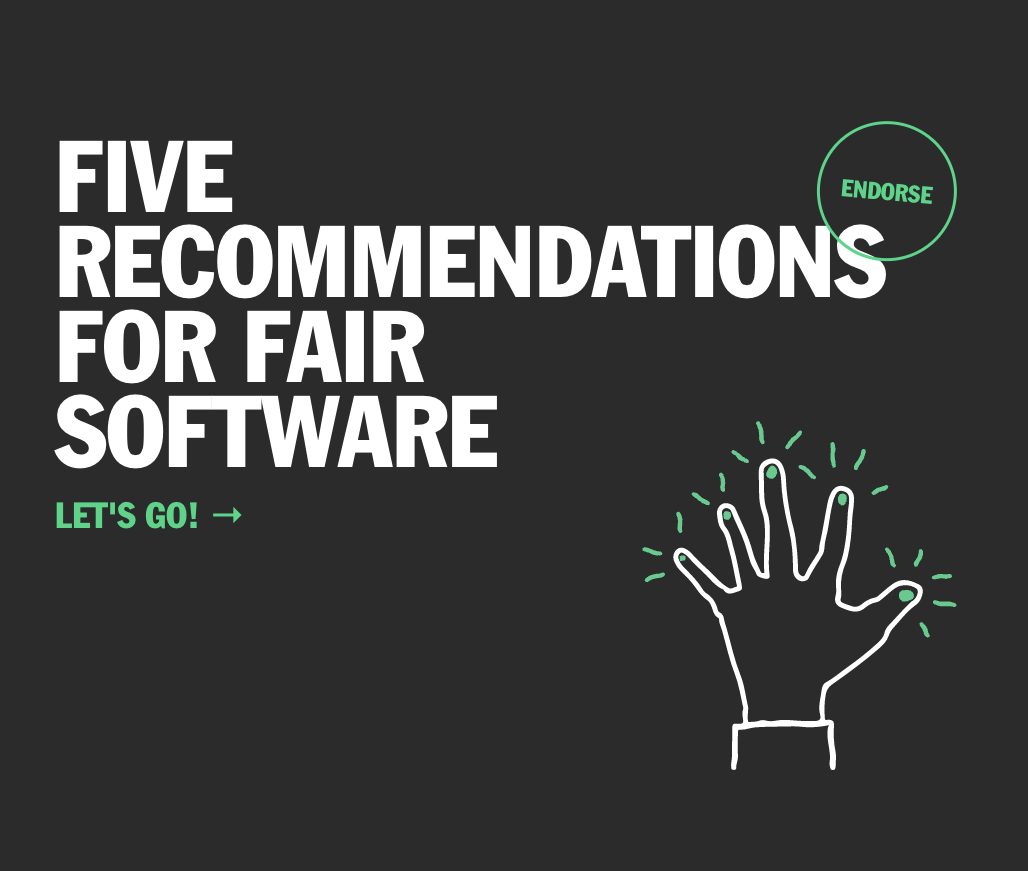 FIVE
ENDORSE
RECOMMENDATIONS
FOR FAIR
SOFTWARE
LET'S GO! →